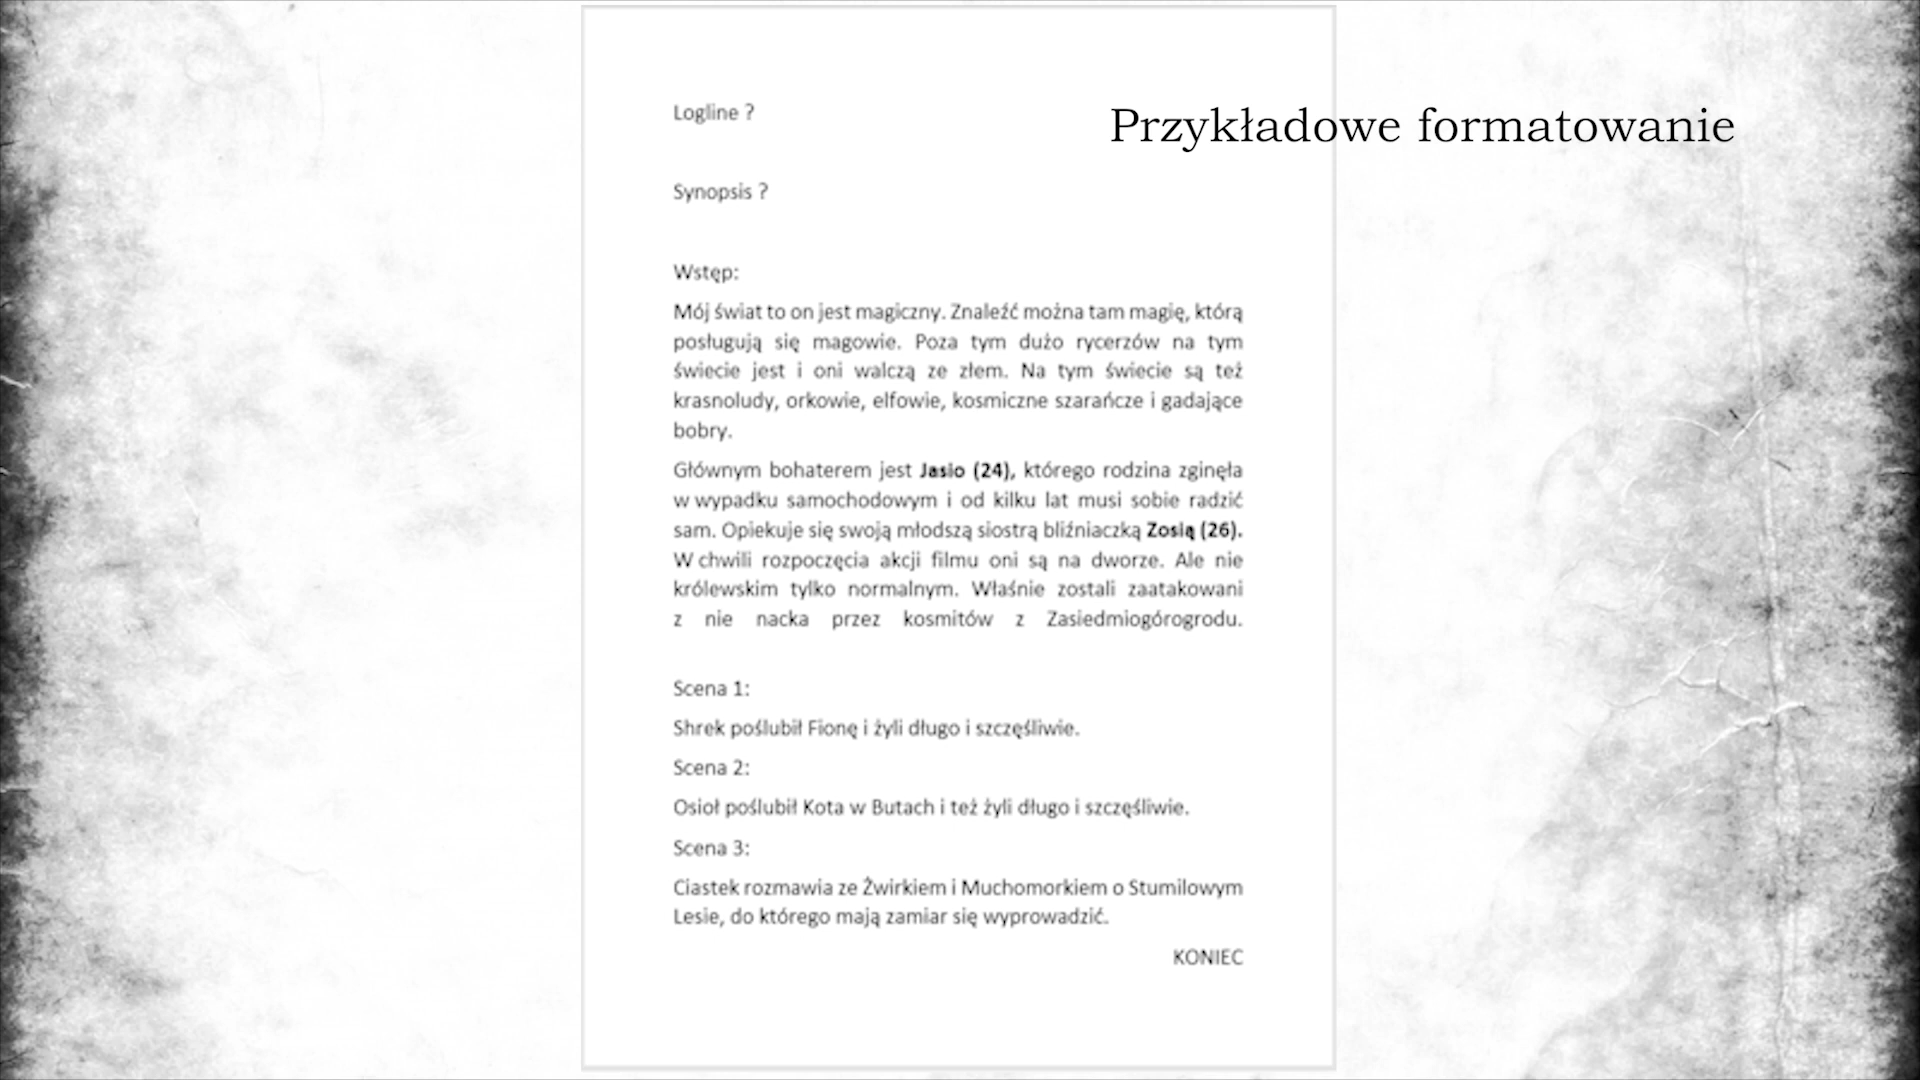 Przykładowe formatowanie
Logline ?
Synopsis ?
Wstęp:
Mój świat to on jest magiczny. Znaleźć można tam magię, którą
posługują się magowie. Poza tym dużo rycerzów na tym
świecie jest i oni walczą ze złem. Na tym świecie są też
krasnoludy, orkowie, elfowie, kosmiczne szarańcze i gadające
bobry.
Głównym bohaterem jest Jasio (24), którego rodzina zginęła
w wypadku samochodowym i od kilku lat musi sobie radzić
sam. Opiekuje się swoją młodszą siostrą bliźniaczką Zosią (26).
W chwili rozpoczęcia akcji filmu oni są na dworze. Ale nie
królewskim tylko normalnym. Właśnie zostali zaatakowani
z nie nacka przez kosmitów z Zasiedmiogórogrodu.
Scena 1:
Shrek poślubił Fionę i żyli długo i szczęśliwie.
Scena 2:
Osioł poślubił Kota w Butach i też żyli długo i szczęśliwie.
Scena 3:
Ciastek rozmawia ze Żwirkiem i Muchomorkiem o Stumilowym
Lesie, do którego mają zamiar się wyprowadzić.
KONIEC